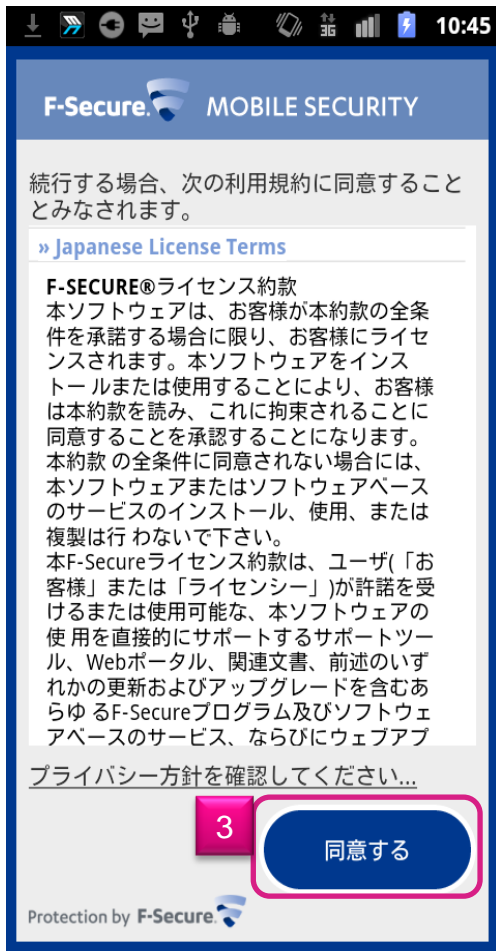 3G
10:45
F-Secure. MOBILE SECURITY
続行する場合、次の利用規約に同意すること
とみなされます。
» Japanese License Terms
F-SECURE®ライセンス約款
本ソフトウェアは、お客様が本約款の全条
件を承諾する場合に限り、お客様にライセ
ンスされます。本ソフトウェアをインス
トー ルまたは使用することにより、お客様
は本約款を読み、これに拘束されることに
同意することを承認することになります。
本約款 の全条件に同意されない場合には、
本ソフトウェアまたはソフトウェアベース
のサービスのインストール、使用、または
複製は行 わないで下さい。
本F-Secureライセンス約款は、ユーザ(「お
客様」または「ライセンシー」)が許諾を受
けるまたは使用可能な、本ソフトウェアの
使 用を直接的にサポートするサポートツー
ル、Webポータル、関連文書、前述のいず
れかの更新およびアップグレードを含むあ
らゆ るF-Secureプログラム及びソフトウェ
アベースのサービス、ならびにウェブアプ
プライバシー方針を確認してください...
3
同意する
Protection by F-Secure.